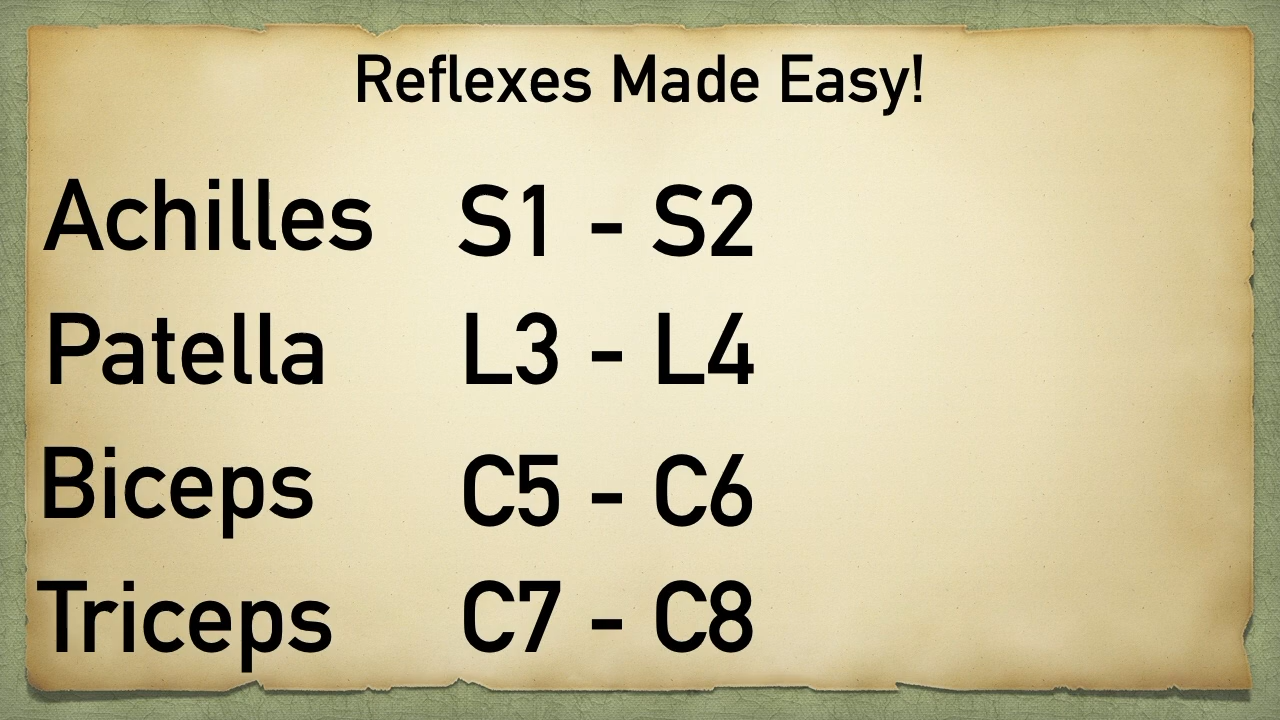 Reflexes Made Easy!
Achilles S1 - S2
Patella L3 - L4
Biceps C5 - C6
Triceps C7 - C8